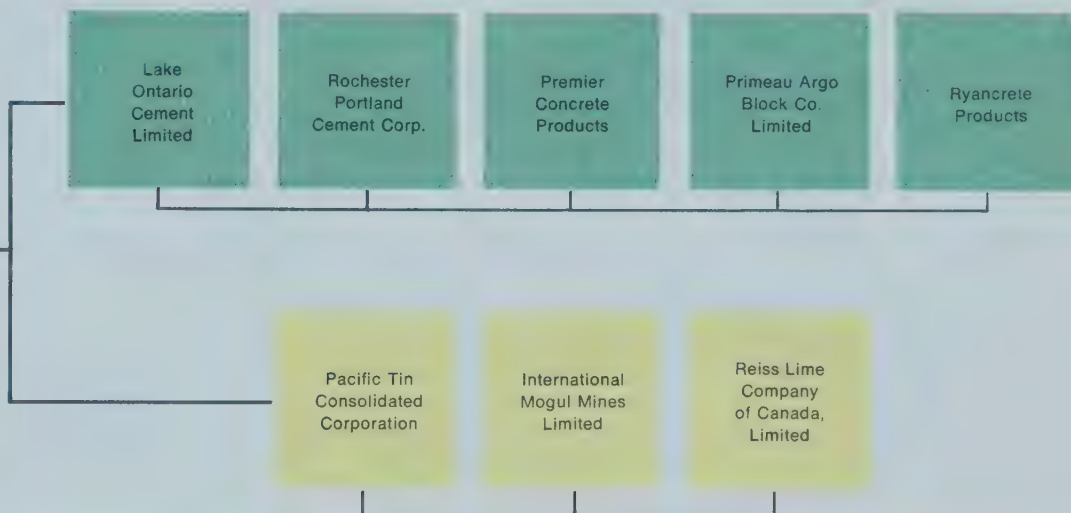 Lake
Ontario
Cement
Limited
Rochester
Portland
Cement Corp.
Premier
Concrete
Products
Primeau Argo
Block Co.
Limited
Ryancrete
Products
Pacific Tin
Consolidated
Corporation
International
Mogul Mines
Limited
Reiss Lime
Company
of Canada,
Limited